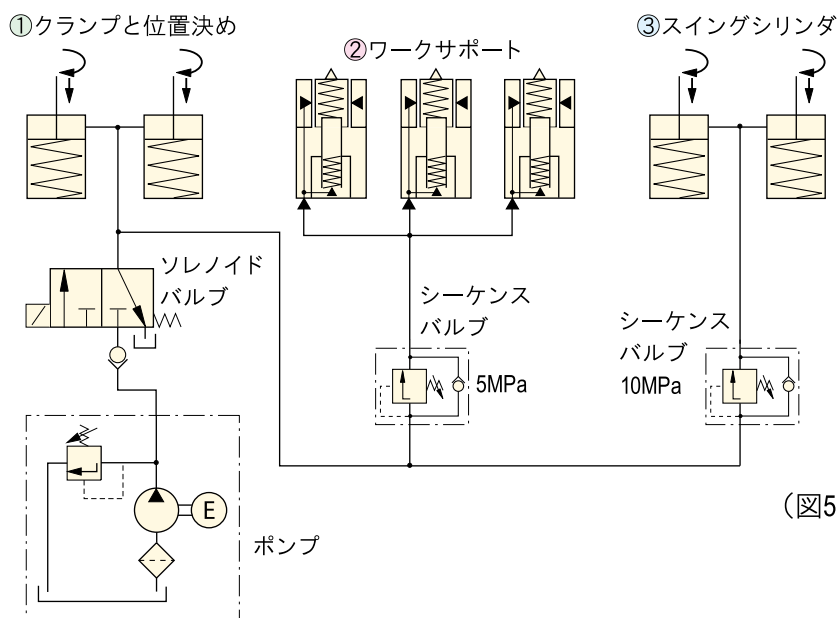 ①クランプと位置決め
②ワークサポート
③スイングシリンダ
ソレノイド
バルブ
シーケンス
バルブ
5MPa
シーケンス
バルブ
10MPa
E
ポンプ
(図5